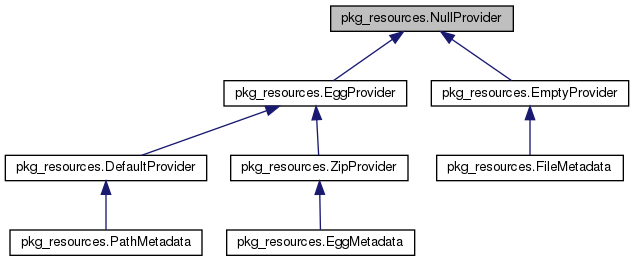 pkg_resources.NullProvider
pkg_resources.EggProvider
pkg_resources.EmptyProvider
pkg_resources.DefaultProvider
pkg_resources.ZipProvider
pkg_resources.FileMetadata
pkg_resources.PathMetadata
pkg_resources.EggMetadata